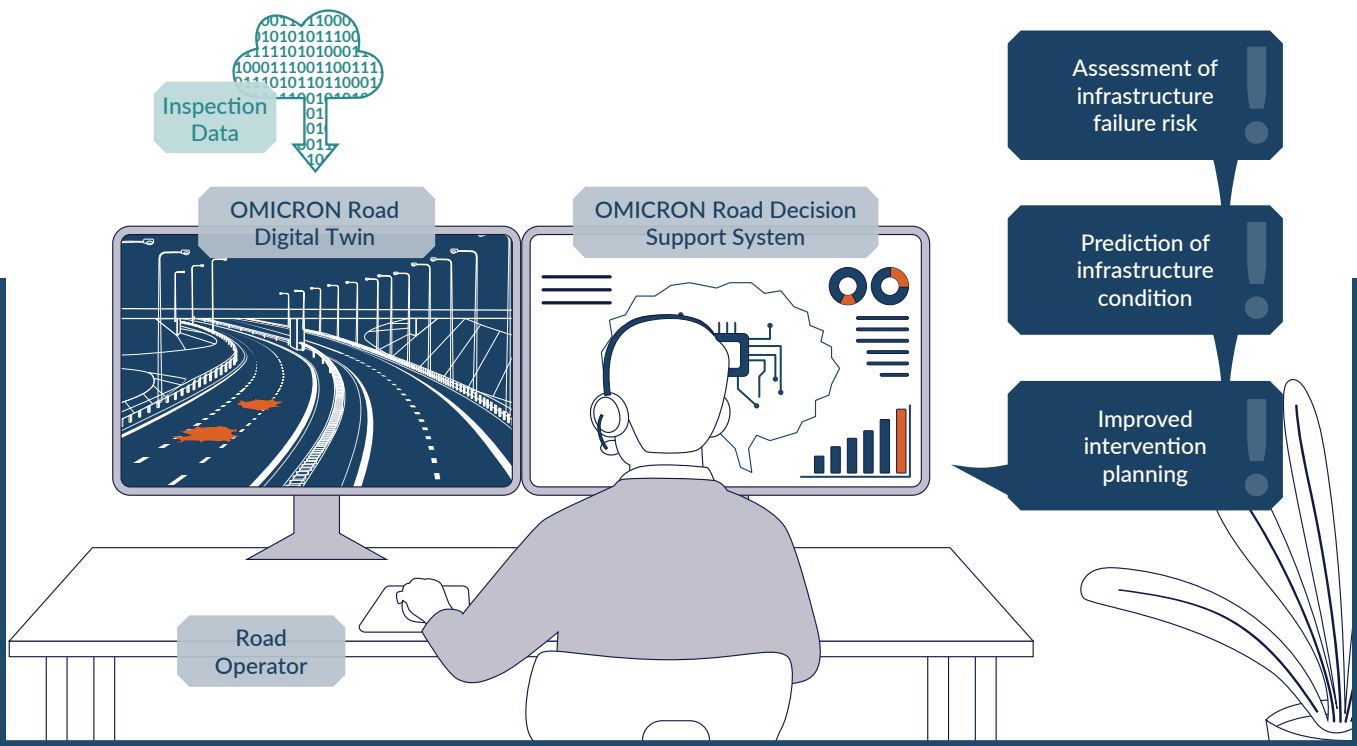 Inspection
Data
OMICRON Road
Digital Twin
OMICRON Road Decision
Support System
Assessment of
infrastructure
failure risk
Prediction of
infrastructure
condition
Improved
intervention
planning
Road
Operator